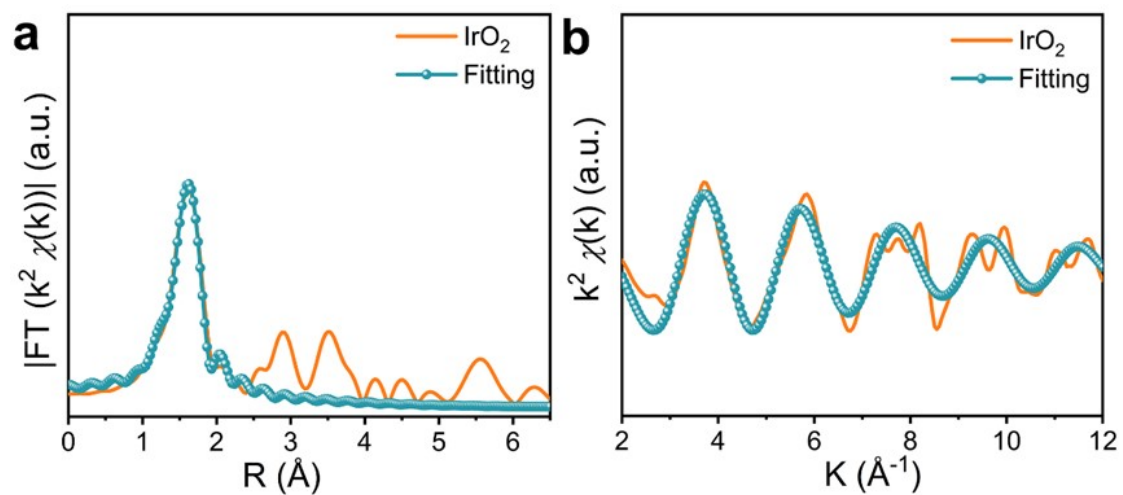 a
IrO₂
Fitting
|FT (k² χ(k))| (a.u.)
0 1 2 3 4 5 6
R (Å)
b
IrO₂
Fitting
k² χ(k) (a.u.)
2 4 6 8 10 12
K (Å⁻¹)